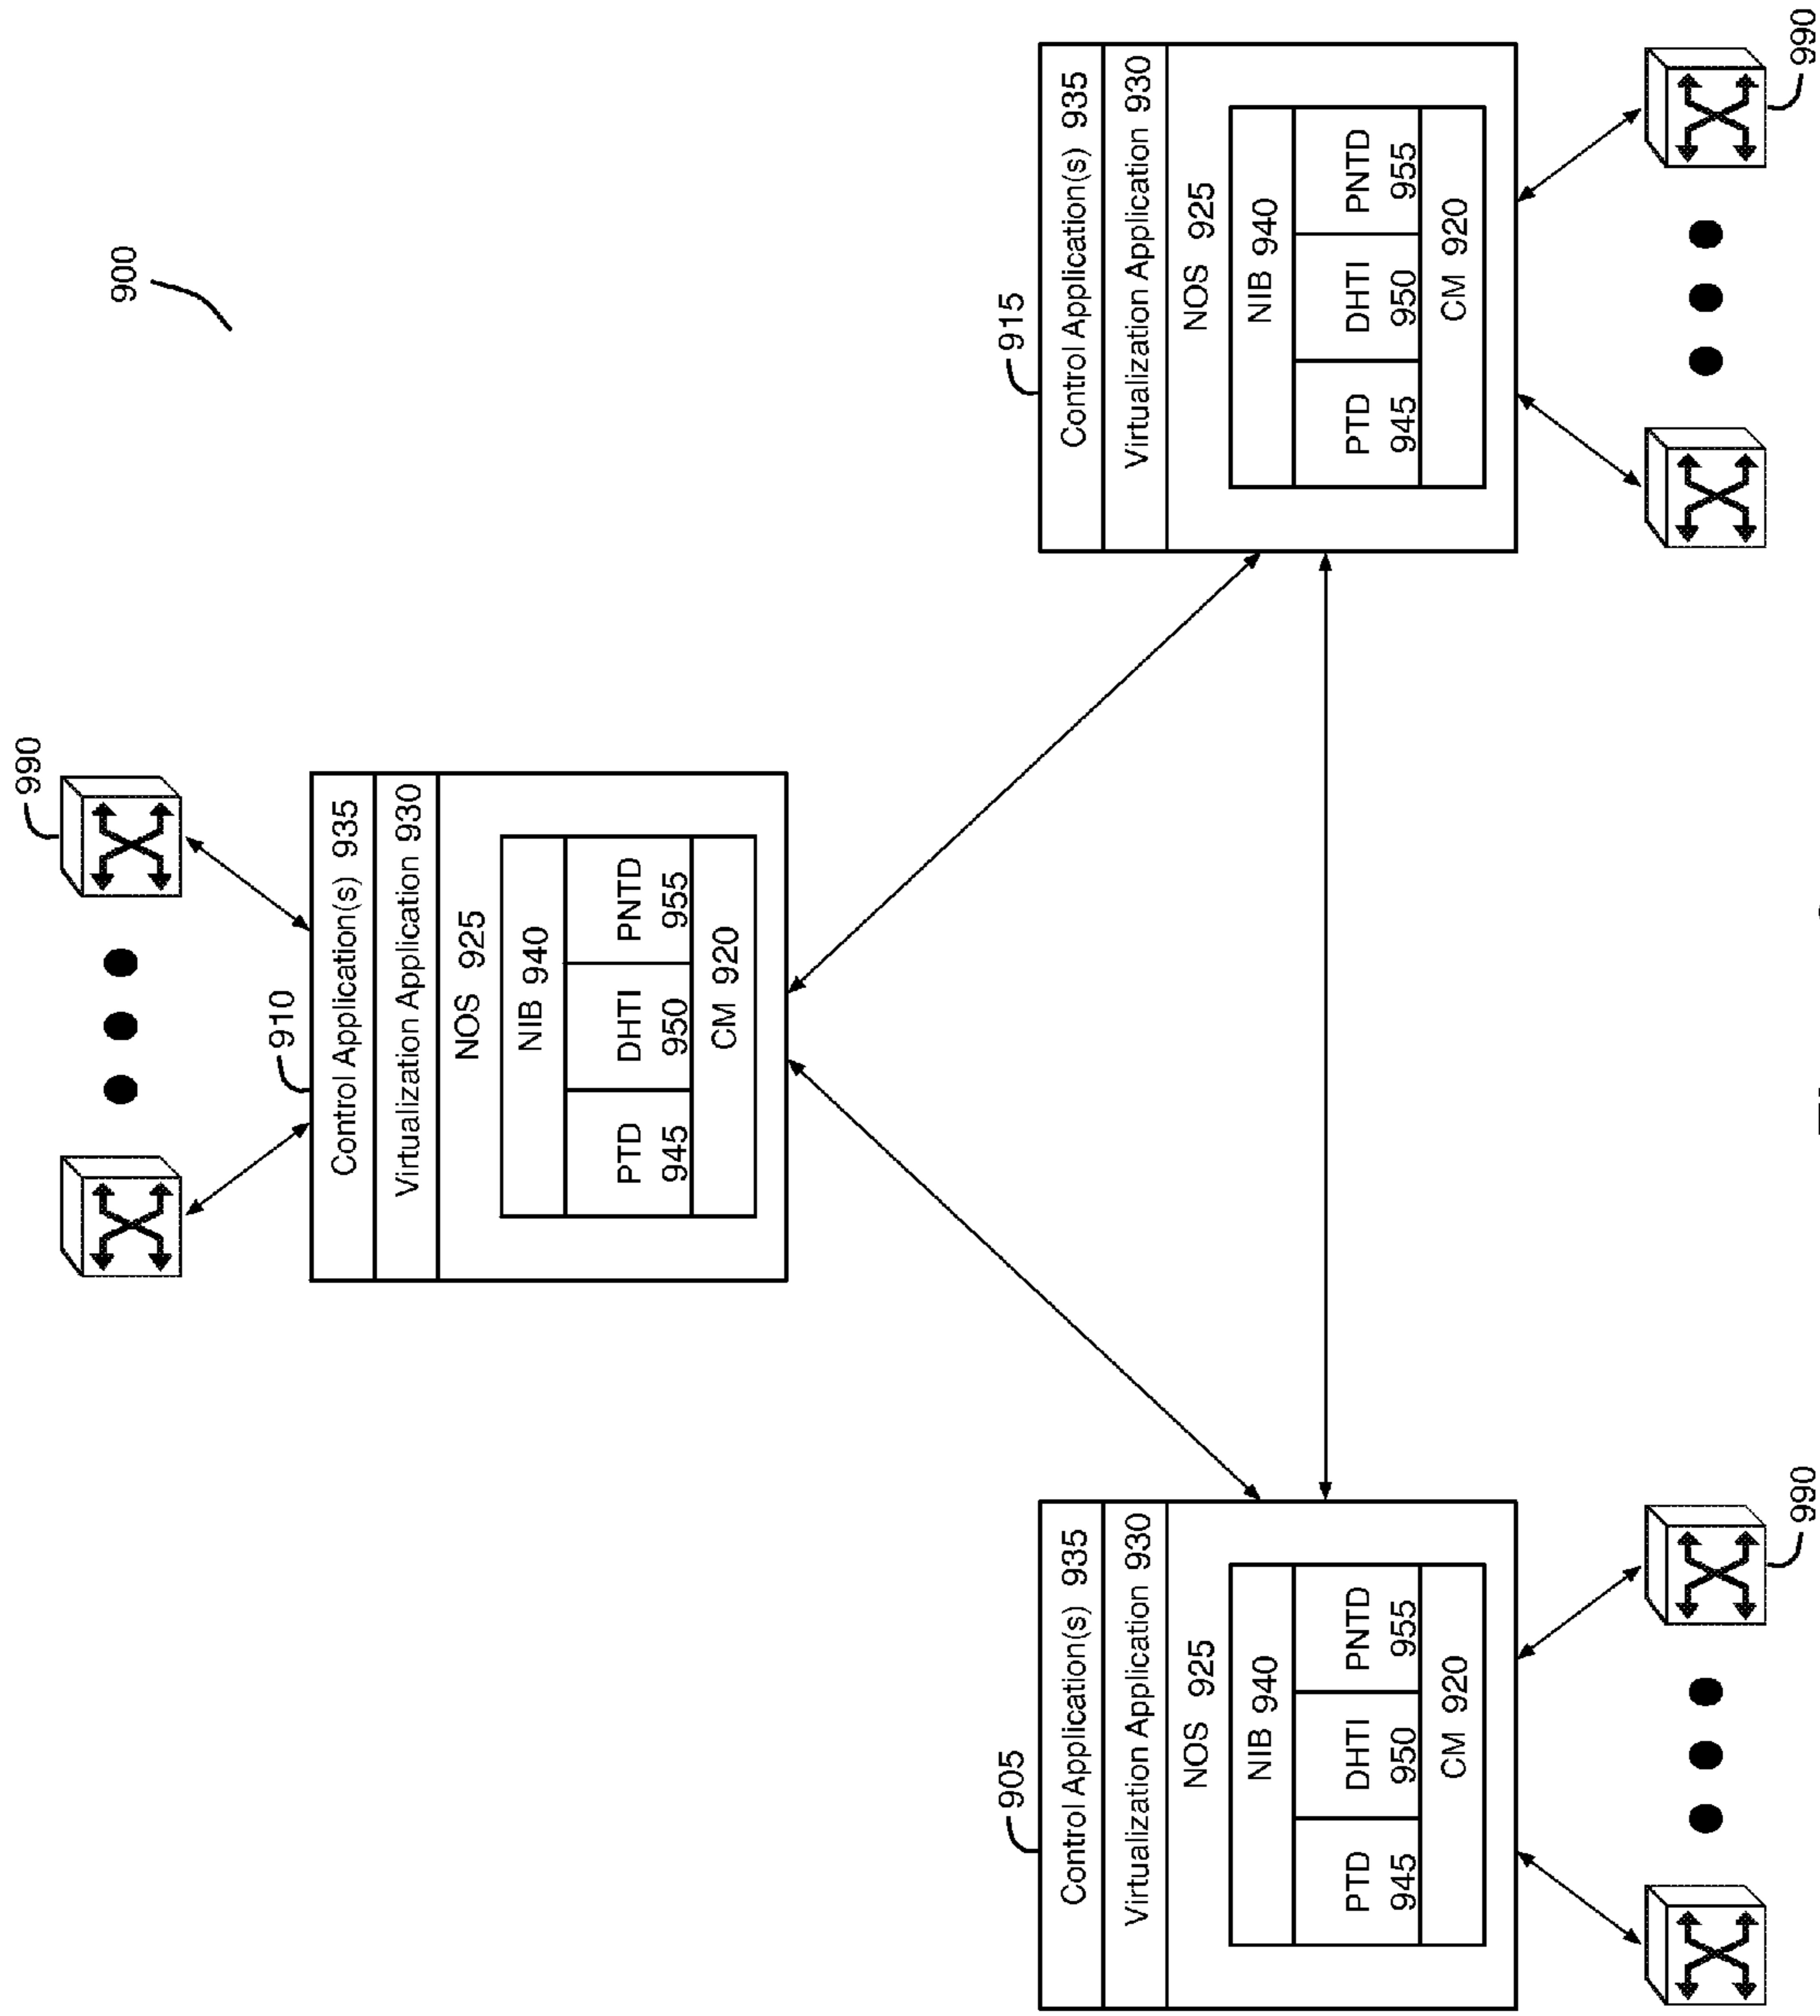 990
900
910
Control Application(s) 935
Virtualization Application 930
NOS 925
NIB 940
PTD
945
DHTI
950
PNTD
955
CM 920
905
Control Application(s) 935
Virtualization Application 930
NOS 925
NIB 940
PTD
945
DHTI
950
PNTD
955
CM 920
990
915
Control Application(s) 935
Virtualization Application 930
NOS 925
NIB 940
PTD
945
DHTI
950
PNTD
955
CM 920
990